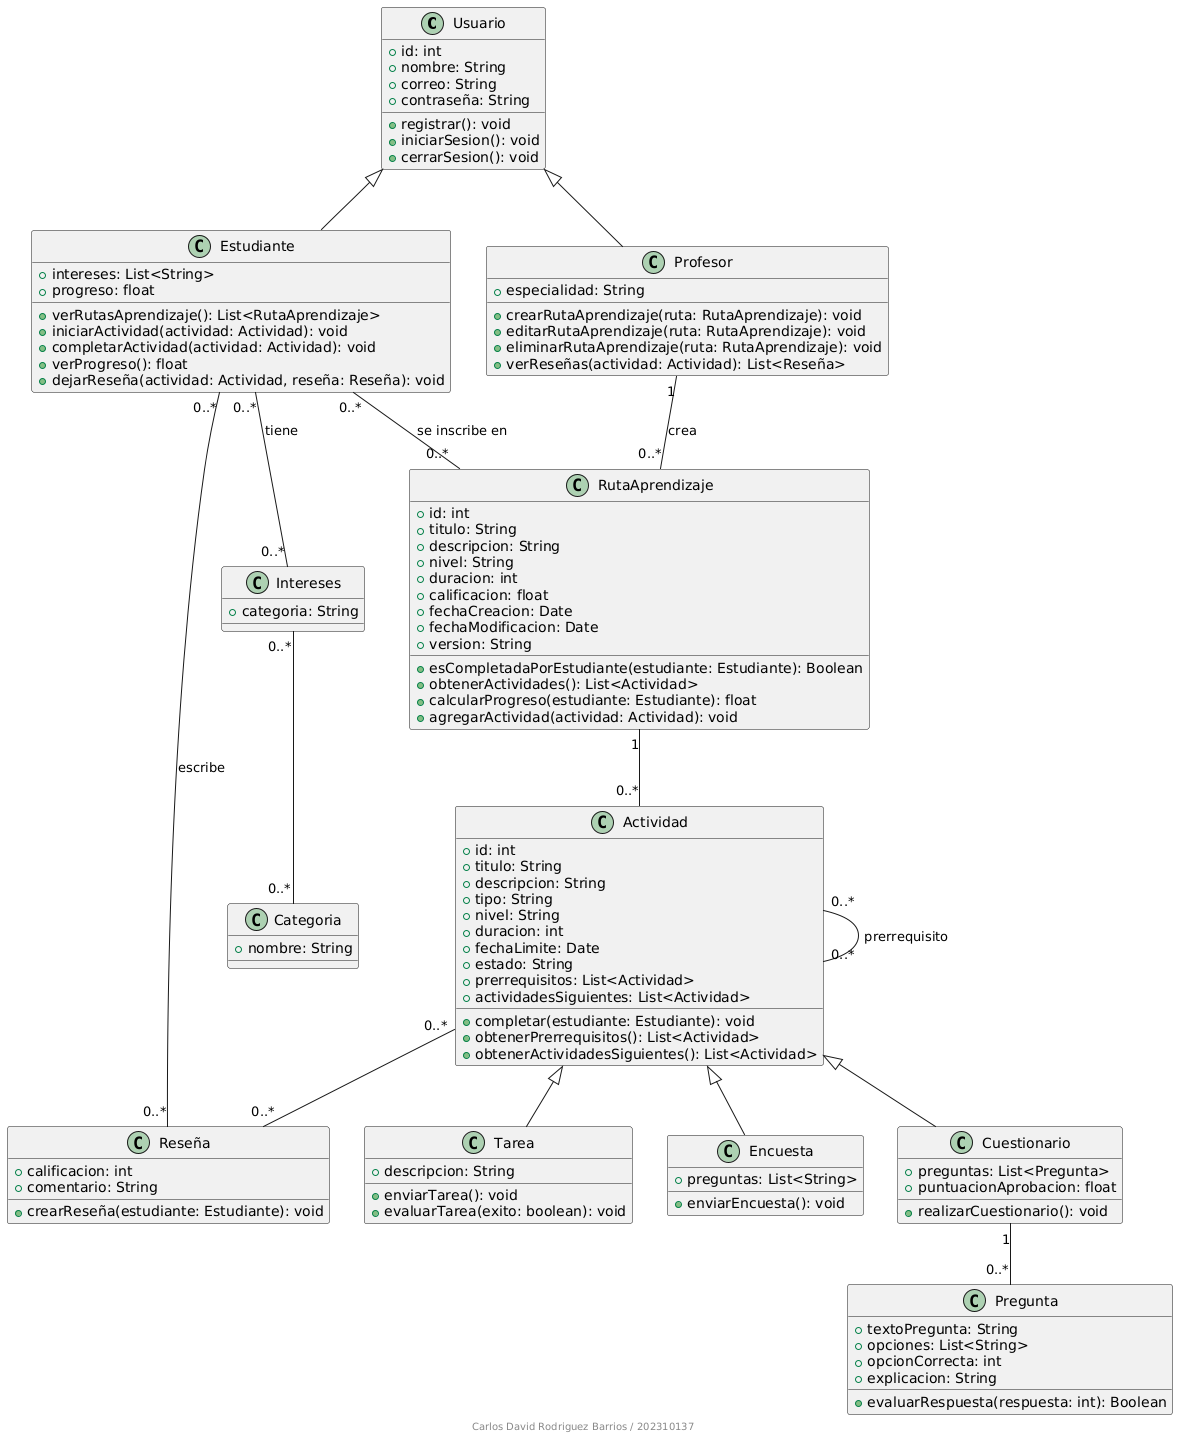 C Usuario
id: int
nombre: String
correo: String
contraseña: String
registrar(): void
iniciarSesion(): void
cerrarSesion(): void
C Estudiante
intereses: List<String>
progreso: float
verRutasAprendizaje(): List<RutaAprendizaje>
iniciarActividad(actividad: Actividad): void
completarActividad(actividad: Actividad): void
verProgreso(): float
dejarReseña(actividad: Actividad, reseña: Reseña): void
C Profesor
especialidad: String
crearRutaAprendizaje(ruta: RutaAprendizaje): void
editarRutaAprendizaje(ruta: RutaAprendizaje): void
eliminarRutaAprendizaje(ruta: RutaAprendizaje): void
verReseñas(actividad: Actividad): List<Reseña>
0..*
0..*
0..*
1
tiene
se inscribe en
crea
0..*
0..*
C RutaAprendizaje
id: int
titulo: String
descripcion: String
nivel: String
duracion: int
calificacion: float
fechaCreacion: Date
fechaModificacion: Date
version: String
esCompletadaPorEstudiante(estudiante: Estudiante): Boolean
obtenerActividades(): List<Actividad>
calcularProgreso(estudiante: Estudiante): float
agregarActividad(actividad: Actividad): void
0..*
C Intereses
categoria: String
0..*
1
escribe
0..*
C Actividad
id: int
titulo: String
descripcion: String
tipo: String
nivel: String
duracion: int
fechaLimite: Date
estado: String
prerrequisitos: List<Actividad>
actividadesSiguientes: List<Actividad>
completar(estudiante: Estudiante): void
obtenerPrerrequisitos(): List<Actividad>
obtenerActividadesSiguientes(): List<Actividad>
0..*
C Categoria
nombre: String
0..*
prerrequisito
0..*
0..*
0..*
0..*
C Reseña
calificacion: int
comentario: String
crearReseña(estudiante: Estudiante): void
C Tarea
descripcion: String
enviarTarea(): void
evaluarTarea(exito: boolean): void
C Encuesta
preguntas: List<String>
enviarEncuesta(): void
C Cuestionario
preguntas: List<Pregunta>
puntuacionAprobacion: float
realizarCuestionario(): void
1
0..*
C Pregunta
textoPregunta: String
opciones: List<String>
opcionCorrecta: int
explicacion: String
evaluarRespuesta(respuesta: int): Boolean
Carlos David Rodriguez Barrios / 202310137